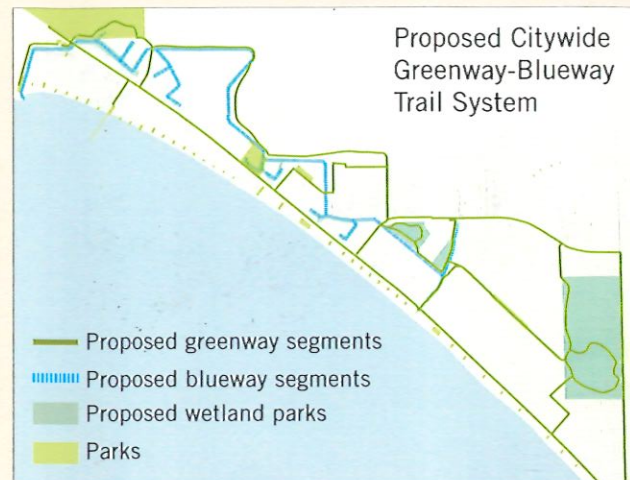 Proposed Citywide
Greenway-Blueway
Trail System
Proposed greenway segments
Proposed blueway segments
Proposed wetland parks
Parks